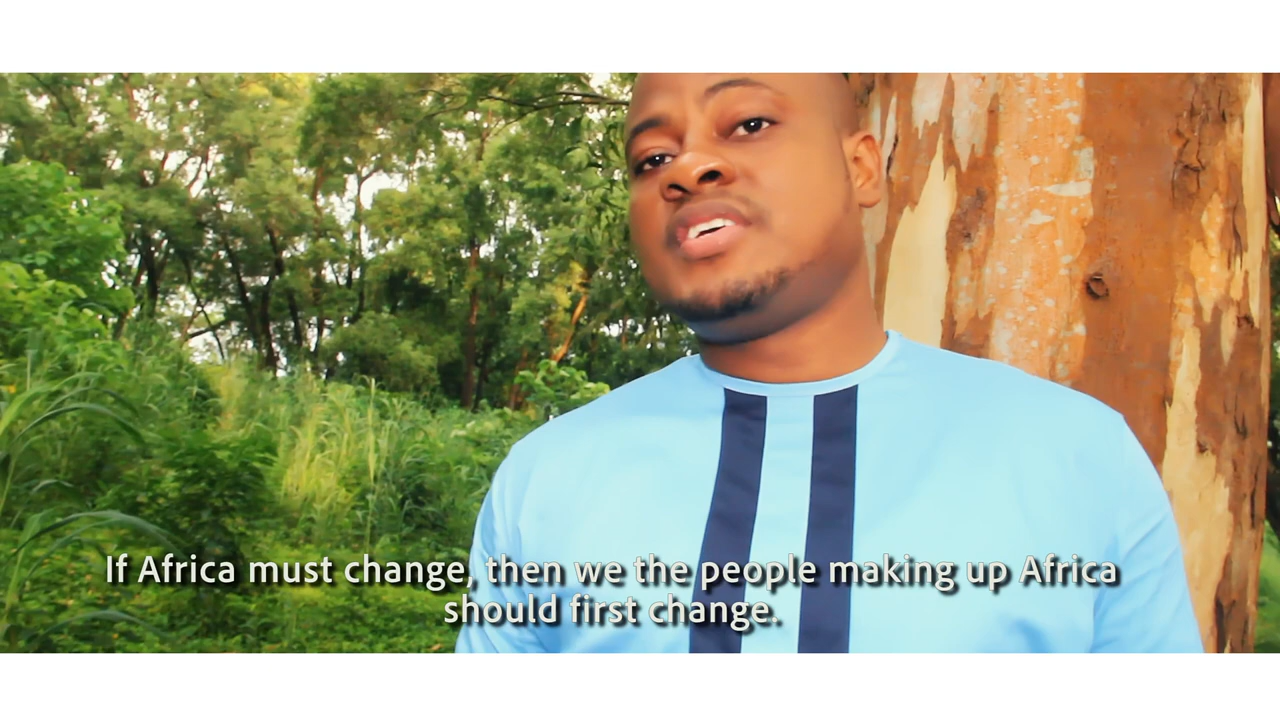 If Africa must change, then we the people making up Africa
should first change.